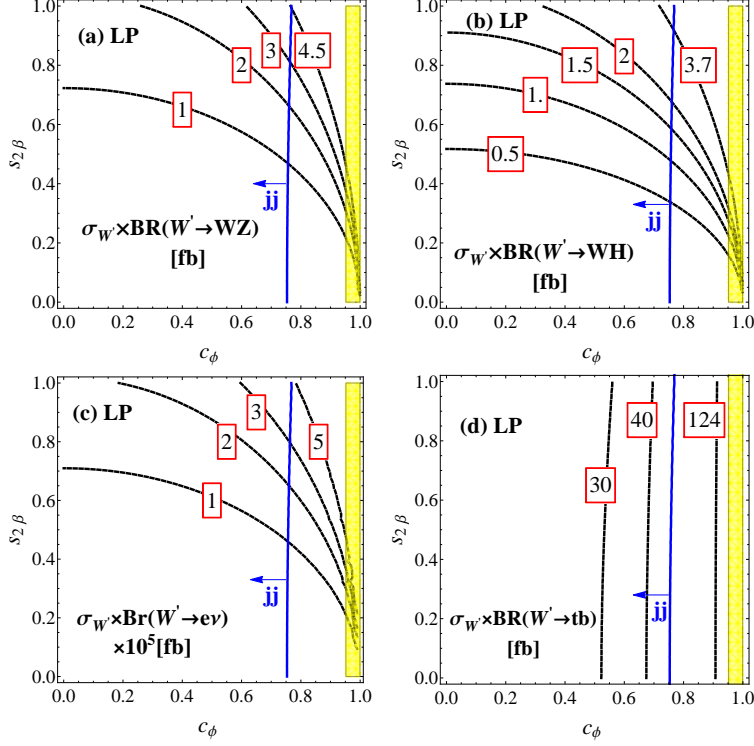 (a) LP
1
2
3
4.5
jj
σW'×BR(W'→WZ)
[fb]
s2β
1.0
0.8
0.6
0.4
0.2
0.0
0.0 0.2 0.4 0.6 0.8 1.0
cϕ
(b) LP
0.5
1.
1.5
2
3.7
jj
σW'×BR(W'→WH)
[fb]
s2β
1.0
0.8
0.6
0.4
0.2
0.0
0.0 0.2 0.4 0.6 0.8 1.0
cϕ
(c) LP
1
2
3
5
jj
σW'×Br(W'→eν)
×10⁵[fb]
s2β
1.0
0.8
0.6
0.4
0.2
0.0
0.0 0.2 0.4 0.6 0.8 1.0
cϕ
(d) LP
30
40
124
jj
σW'×BR(W'→tb)
[fb]
s2β
1.0
0.8
0.6
0.4
0.2
0.0
0.0 0.2 0.4 0.6 0.8 1.0
cϕ